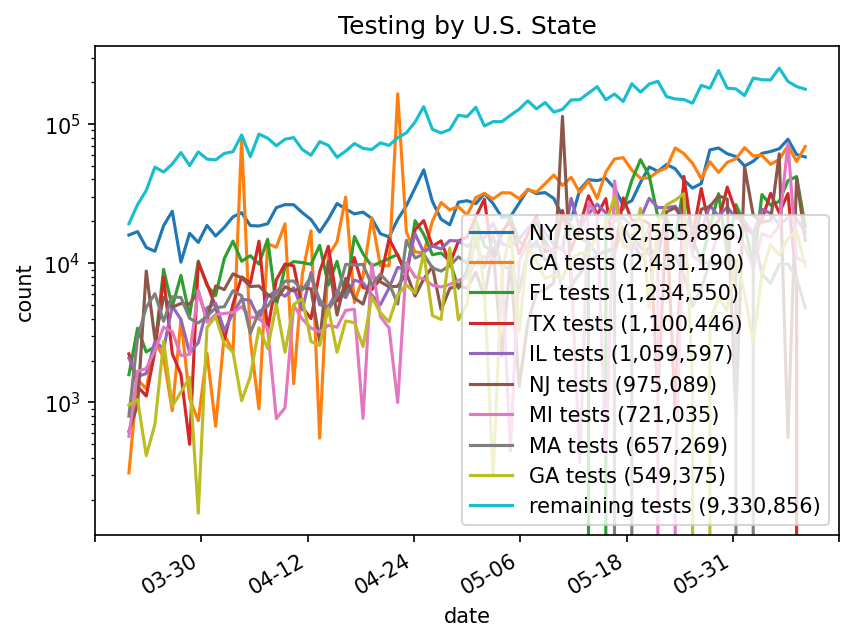 Testing by U.S. State
count
10^5
10^4
10^3
NY tests (2,555,896)
CA tests (2,431,190)
FL tests (1,234,550)
TX tests (1,100,446)
IL tests (1,059,597)
NJ tests (975,089)
MI tests (721,035)
MA tests (657,269)
GA tests (549,375)
remaining tests (9,330,856)
03-30
04-12
04-24
05-06
05-18
05-31
date